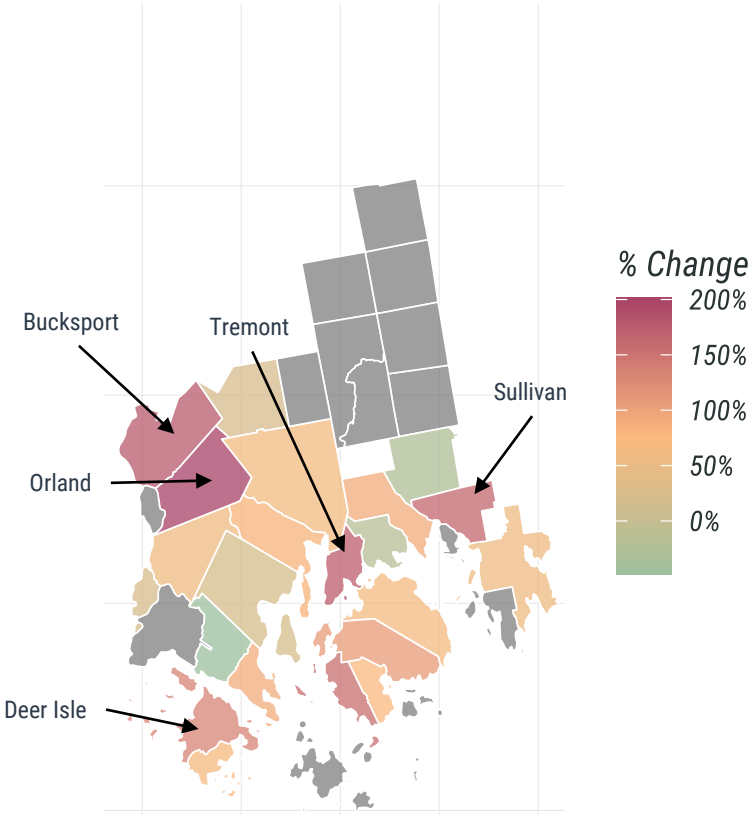 % Change
200%
Bucksport
Tremont
150%
Sullivan
100%
Orland
50%
0%
Deer Isle